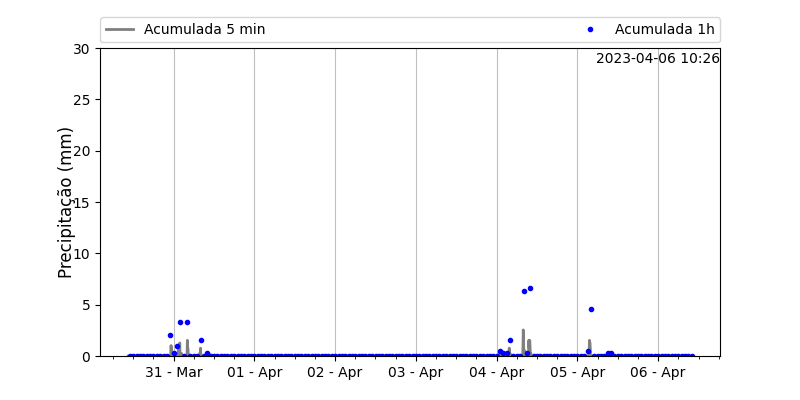 Acumulada 5 min Acumulada 1h
2023-04-06 10:26
Precipitação (mm)
30
25
20
15
10
5
0
31 - Mar 01 - Apr 02 - Apr 03 - Apr 04 - Apr 05 - Apr 06 - Apr